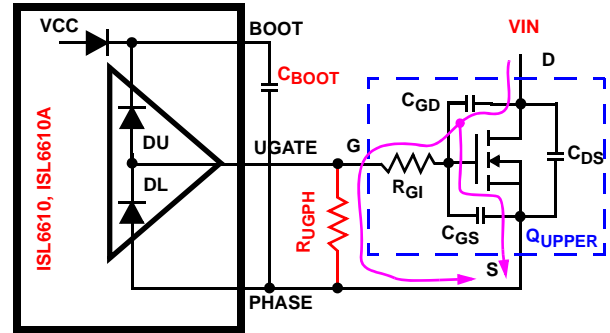 VCC
BOOT
VIN
D
CBOOT
CGD
DU
UGATE
G
CDS
DL
RGI
ISL6610, ISL6610A
RUGPH
CGS
QUPPER
S
PHASE